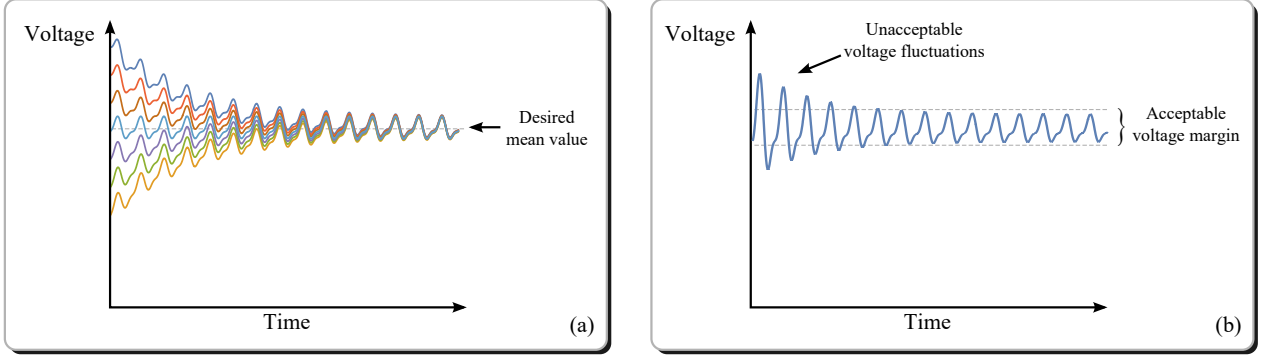 Voltage
Desired
mean value
Time
(a)
Voltage
Unacceptable
voltage fluctuations
Acceptable
voltage margin
Time
(b)